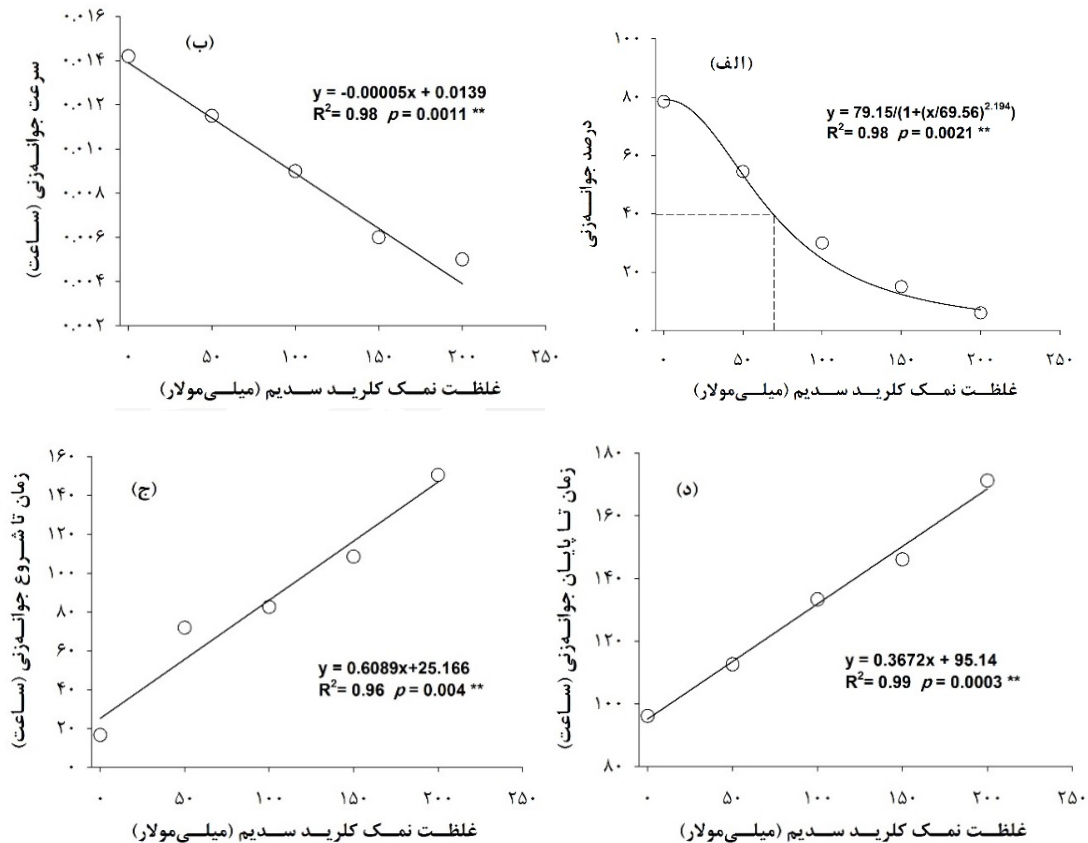 (الف)
درصد جوانه‌زنی
۱۰۰
۸۰
۶۰
۴۰
۲۰
۰
y = 79.15/(1+(x/69.56)^2.194)
R²= 0.98 p = 0.0021 **
۰ ۵۰ ۱۰۰ ۱۵۰ ۲۰۰ ۲۵۰
غلظت نمک کلرید سدیم (میلی‌مولار)
(ب)
سرعت جوانه‌زنی (ساعت)
۰.۰۱۶
۰.۰۱۴
۰.۰۱۲
۰.۰۱۰
۰.۰۰۸
۰.۰۰۶
۰.۰۰۴
۰.۰۰۲
y = -0.00005x + 0.0139
R²= 0.98 p = 0.0011 **
۰ ۵۰ ۱۰۰ ۱۵۰ ۲۰۰ ۲۵۰
غلظت نمک کلرید سدیم (میلی‌مولار)
(ج)
زمان تا شروع جوانه‌زنی (ساعت)
۱۶۰
۱۴۰
۱۲۰
۱۰۰
۸۰
۶۰
۴۰
۲۰
۰
y = 0.6089x+25.166
R²= 0.96 p = 0.004 **
۰ ۵۰ ۱۰۰ ۱۵۰ ۲۰۰ ۲۵۰
غلظت نمک کلرید سدیم (میلی‌مولار)
(د)
زمان تا پایان جوانه‌زنی (ساعت)
۱۸۰
۱۶۰
۱۴۰
۱۲۰
۱۰۰
۸۰
y = 0.3672x + 95.14
R²= 0.99 p = 0.0003 **
۰ ۵۰ ۱۰۰ ۱۵۰ ۲۰۰ ۲۵۰
غلظت نمک کلرید سدیم (میلی‌مولار)